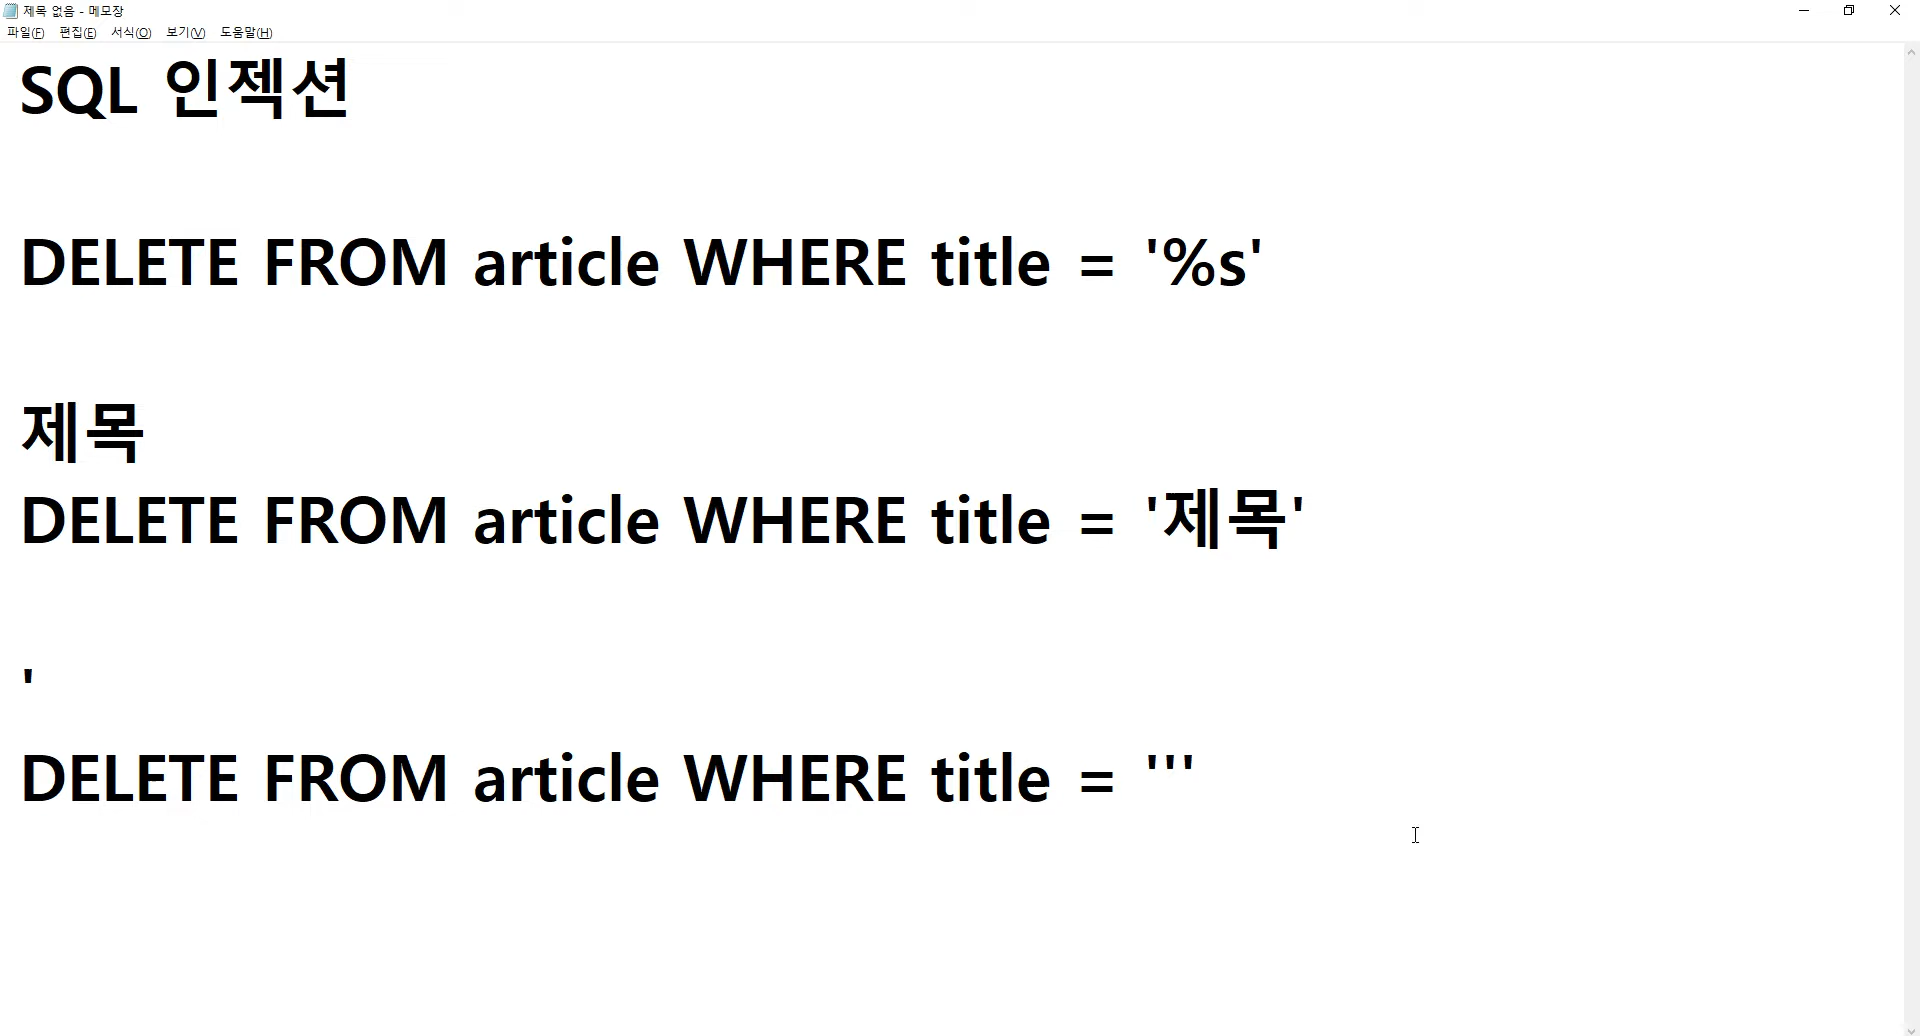 제목 없음 - 메모장
파일(F) 편집(E) 서식(O) 보기(V) 도움말(H)
SQL 인젝션
DELETE FROM article WHERE title = '%s'
제목
DELETE FROM article WHERE title = '제목'
'
DELETE FROM article WHERE title = '''